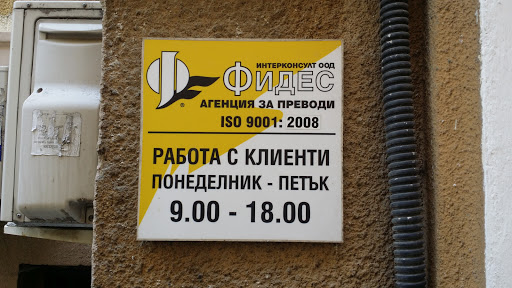 ИНТЕРКОНСУЛТ ООД
ФИДЕС
®
АГЕНЦИЯ ЗА ПРЕВОДИ
ISO 9001: 2008
РАБОТА С КЛИЕНТИ
ПОНЕДЕЛНИК - ПЕТЪК
9.00 - 18.00